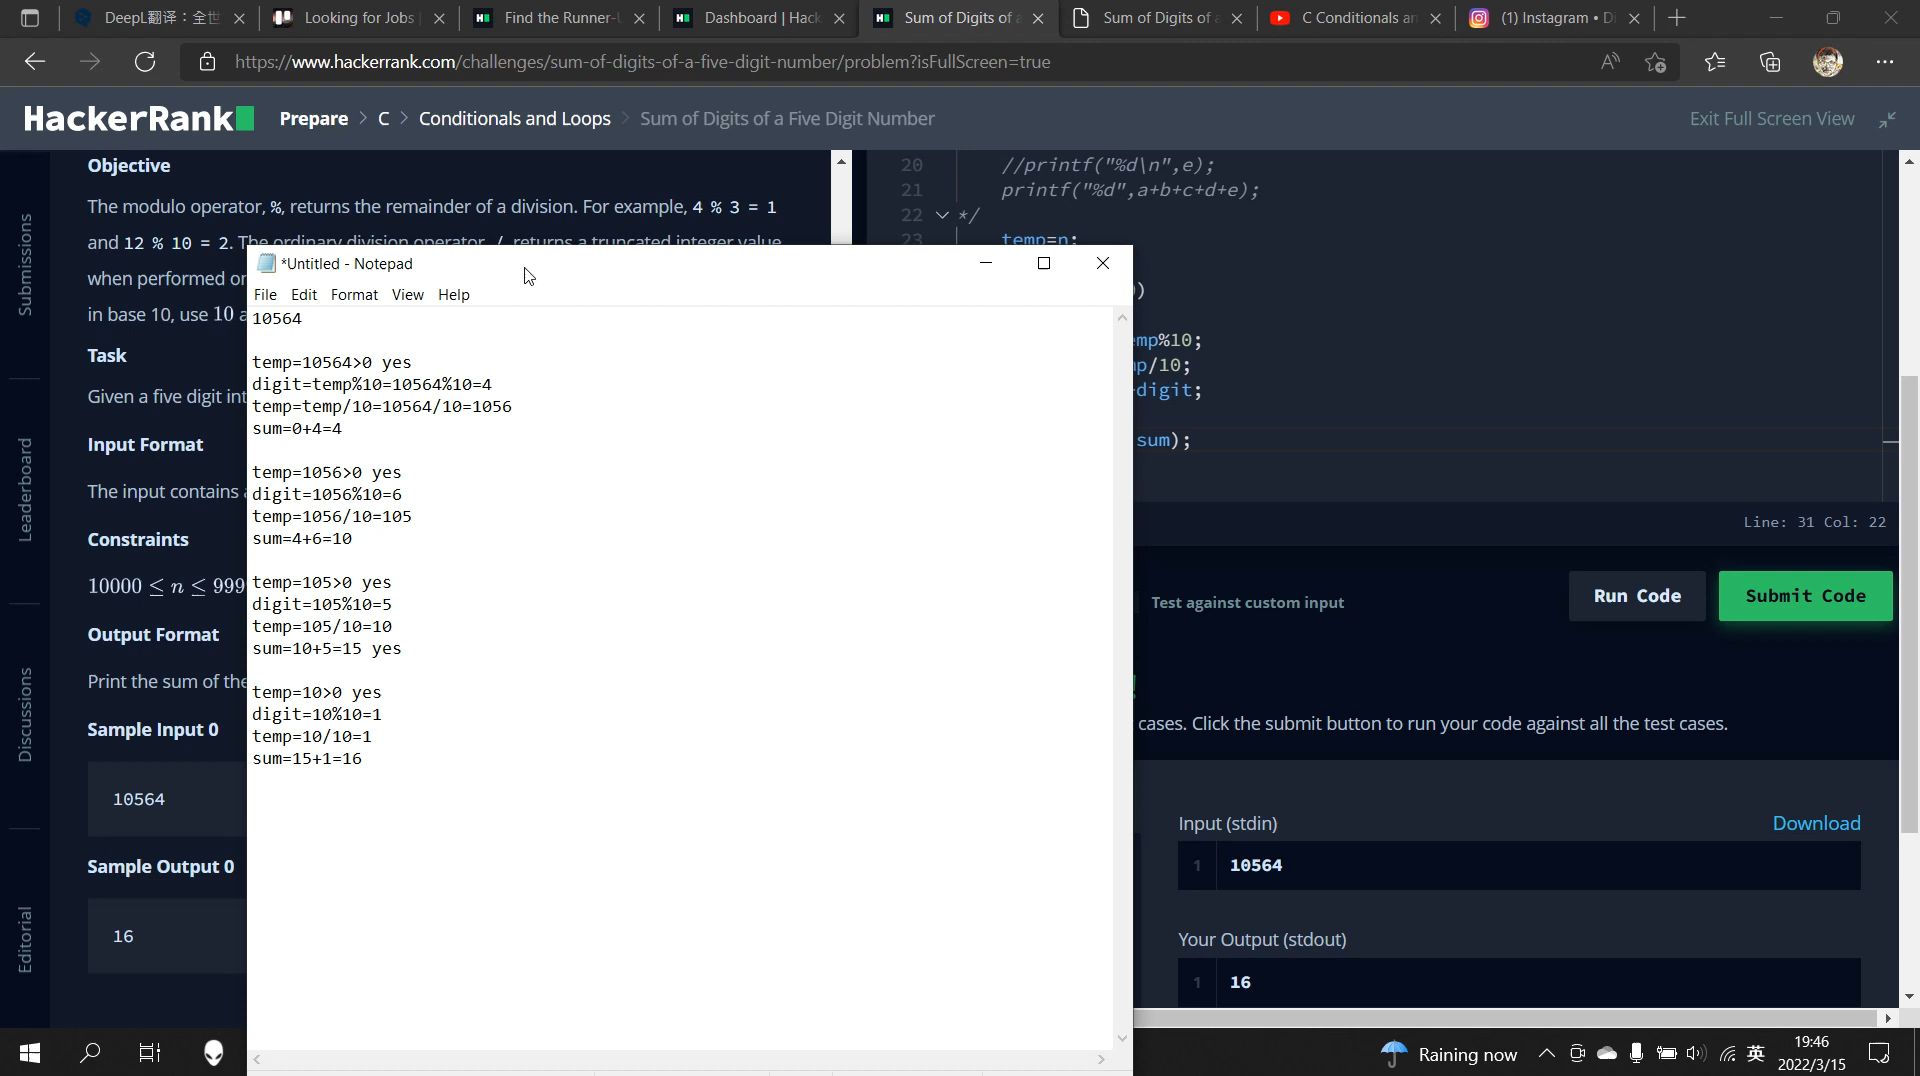 DeepL翻译：全世
Looking for Jobs
Find the Runner-
Dashboard | Hack
Sum of Digits of
Sum of Digits of
C Conditionals an
(1) Instagram •
https://www.hackerrank.com/challenges/sum-of-digits-of-a-five-digit-number/problem?isFullScreen=true
HackerRank
Prepare > C > Conditionals and Loops > Sum of Digits of a Five Digit Number
Exit Full Screen View
Submissions
Leaderboard
Discussions
Editorial
Objective
The modulo operator, %, returns the remainder of a division. For example, 4 % 3 = 1
and 12 % 10 = 2. The ordinary division operator, /, returns a truncated integer value
when performed on
in base 10, use 10 a
Task
Given a five digit int
Input Format
The input contains a
Constraints
10000 ≤ n ≤ 999
Output Format
Print the sum of the
Sample Input 0
10564
Sample Output 0
16
*Untitled - Notepad
File Edit Format View Help
10564
temp=10564>0 yes
digit=temp%10=10564%10=4
temp=temp/10=10564/10=1056
sum=0+4=4
temp=1056>0 yes
digit=1056%10=6
temp=1056/10=105
sum=4+6=10
temp=105>0 yes
digit=105%10=5
temp=105/10=10
sum=10+5=15 yes
temp=10>0 yes
digit=10%10=1
temp=10/10=1
sum=15+1=16
20 //printf("%d\n",e);
21 printf("%d",a+b+c+d+e);
22 */
23 temp=n;
)
mp%10;
p/10;
digit;
sum);
Line: 31 Col: 22
Test against custom input
Run Code
Submit Code
!
cases. Click the submit button to run your code against all the test cases.
Input (stdin)
Download
1 10564
Your Output (stdout)
1 16
Raining now
英
19:46
2022/3/15